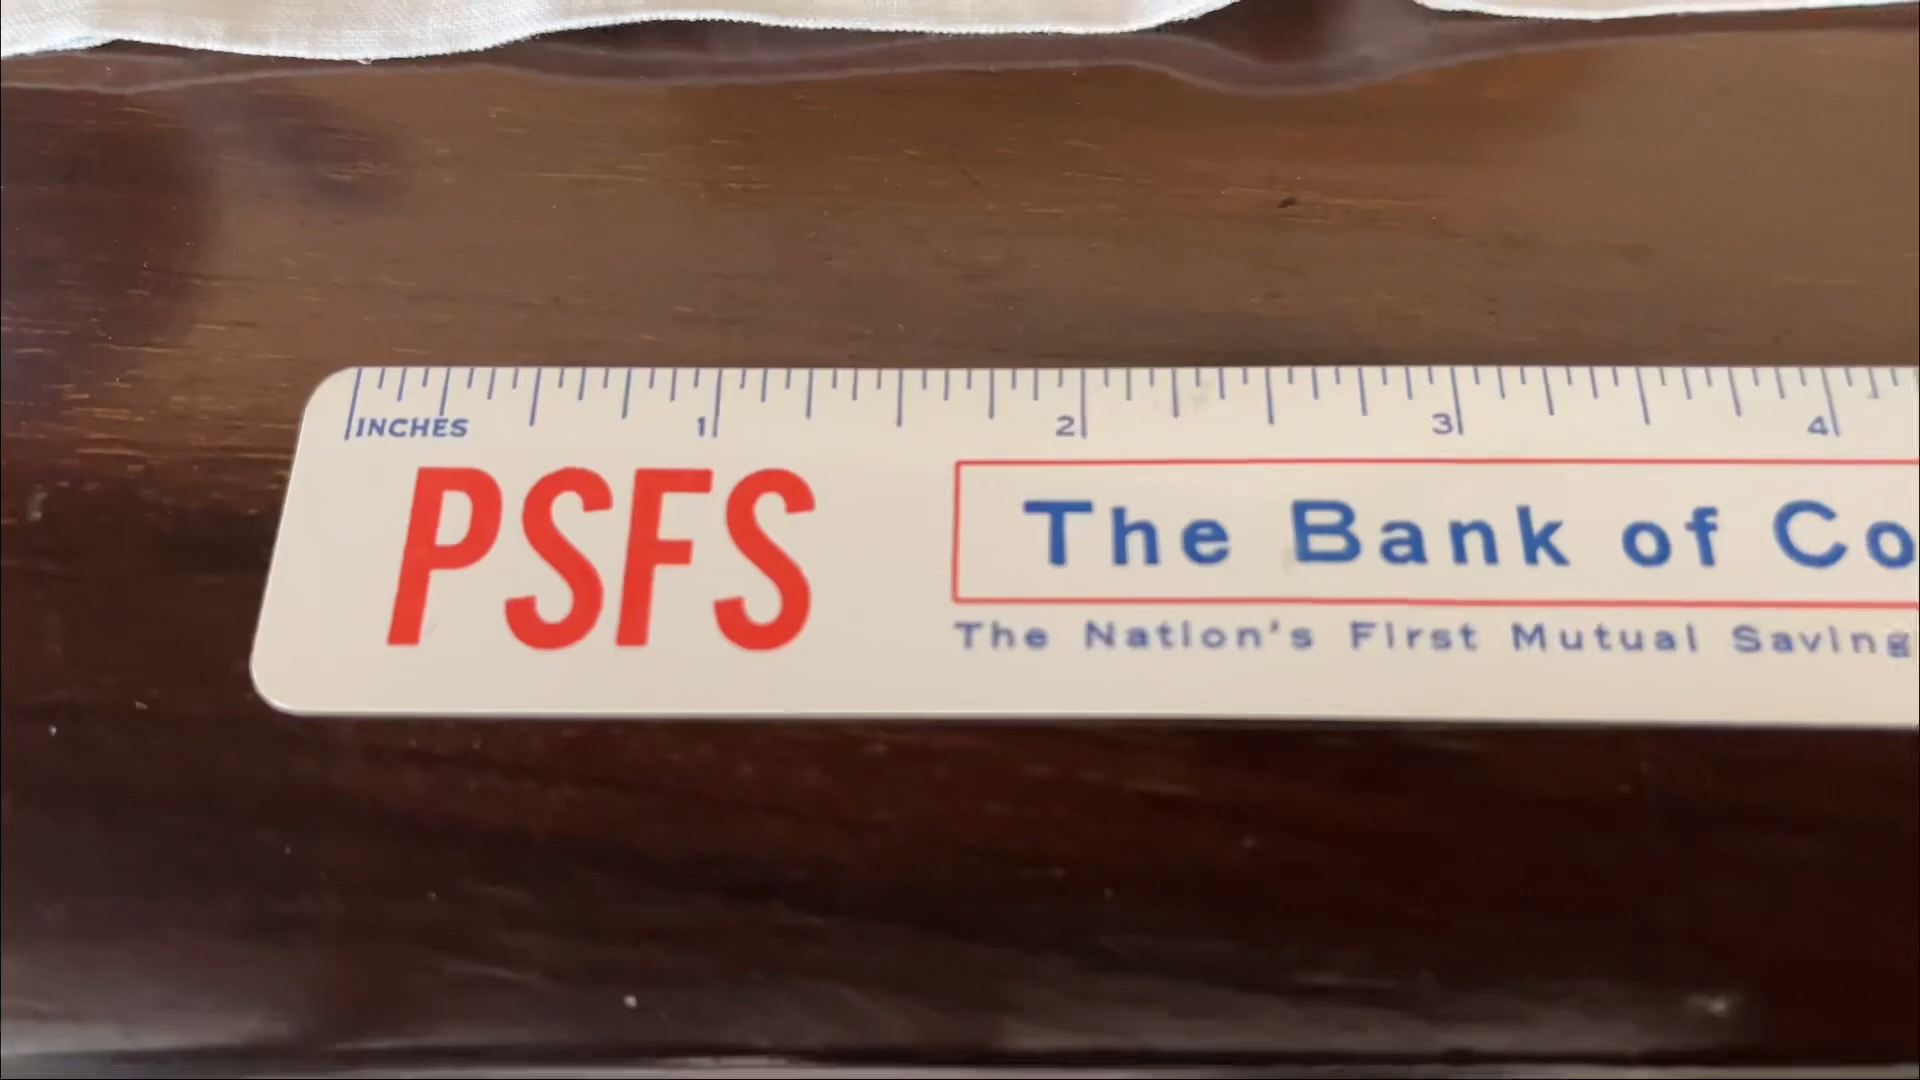 INCHES 1 2 3 4
PSFS
The Bank of Co
The Nation's First Mutual Saving